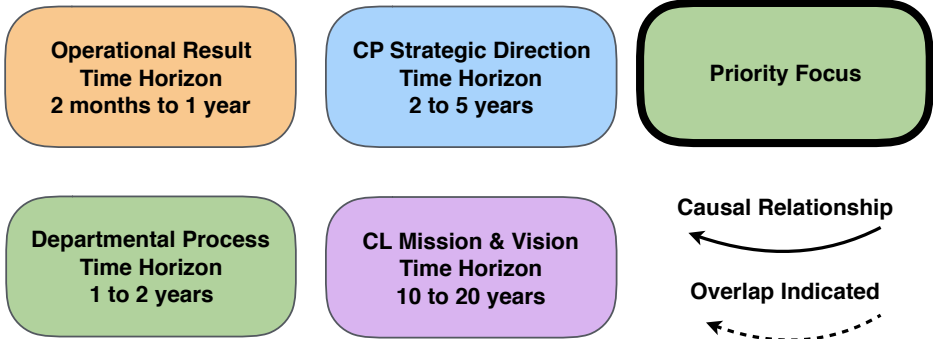 Operational Result
Time Horizon
2 months to 1 year
CP Strategic Direction
Time Horizon
2 to 5 years
Priority Focus
Departmental Process
Time Horizon
1 to 2 years
CL Mission & Vision
Time Horizon
10 to 20 years
Causal Relationship
Overlap Indicated